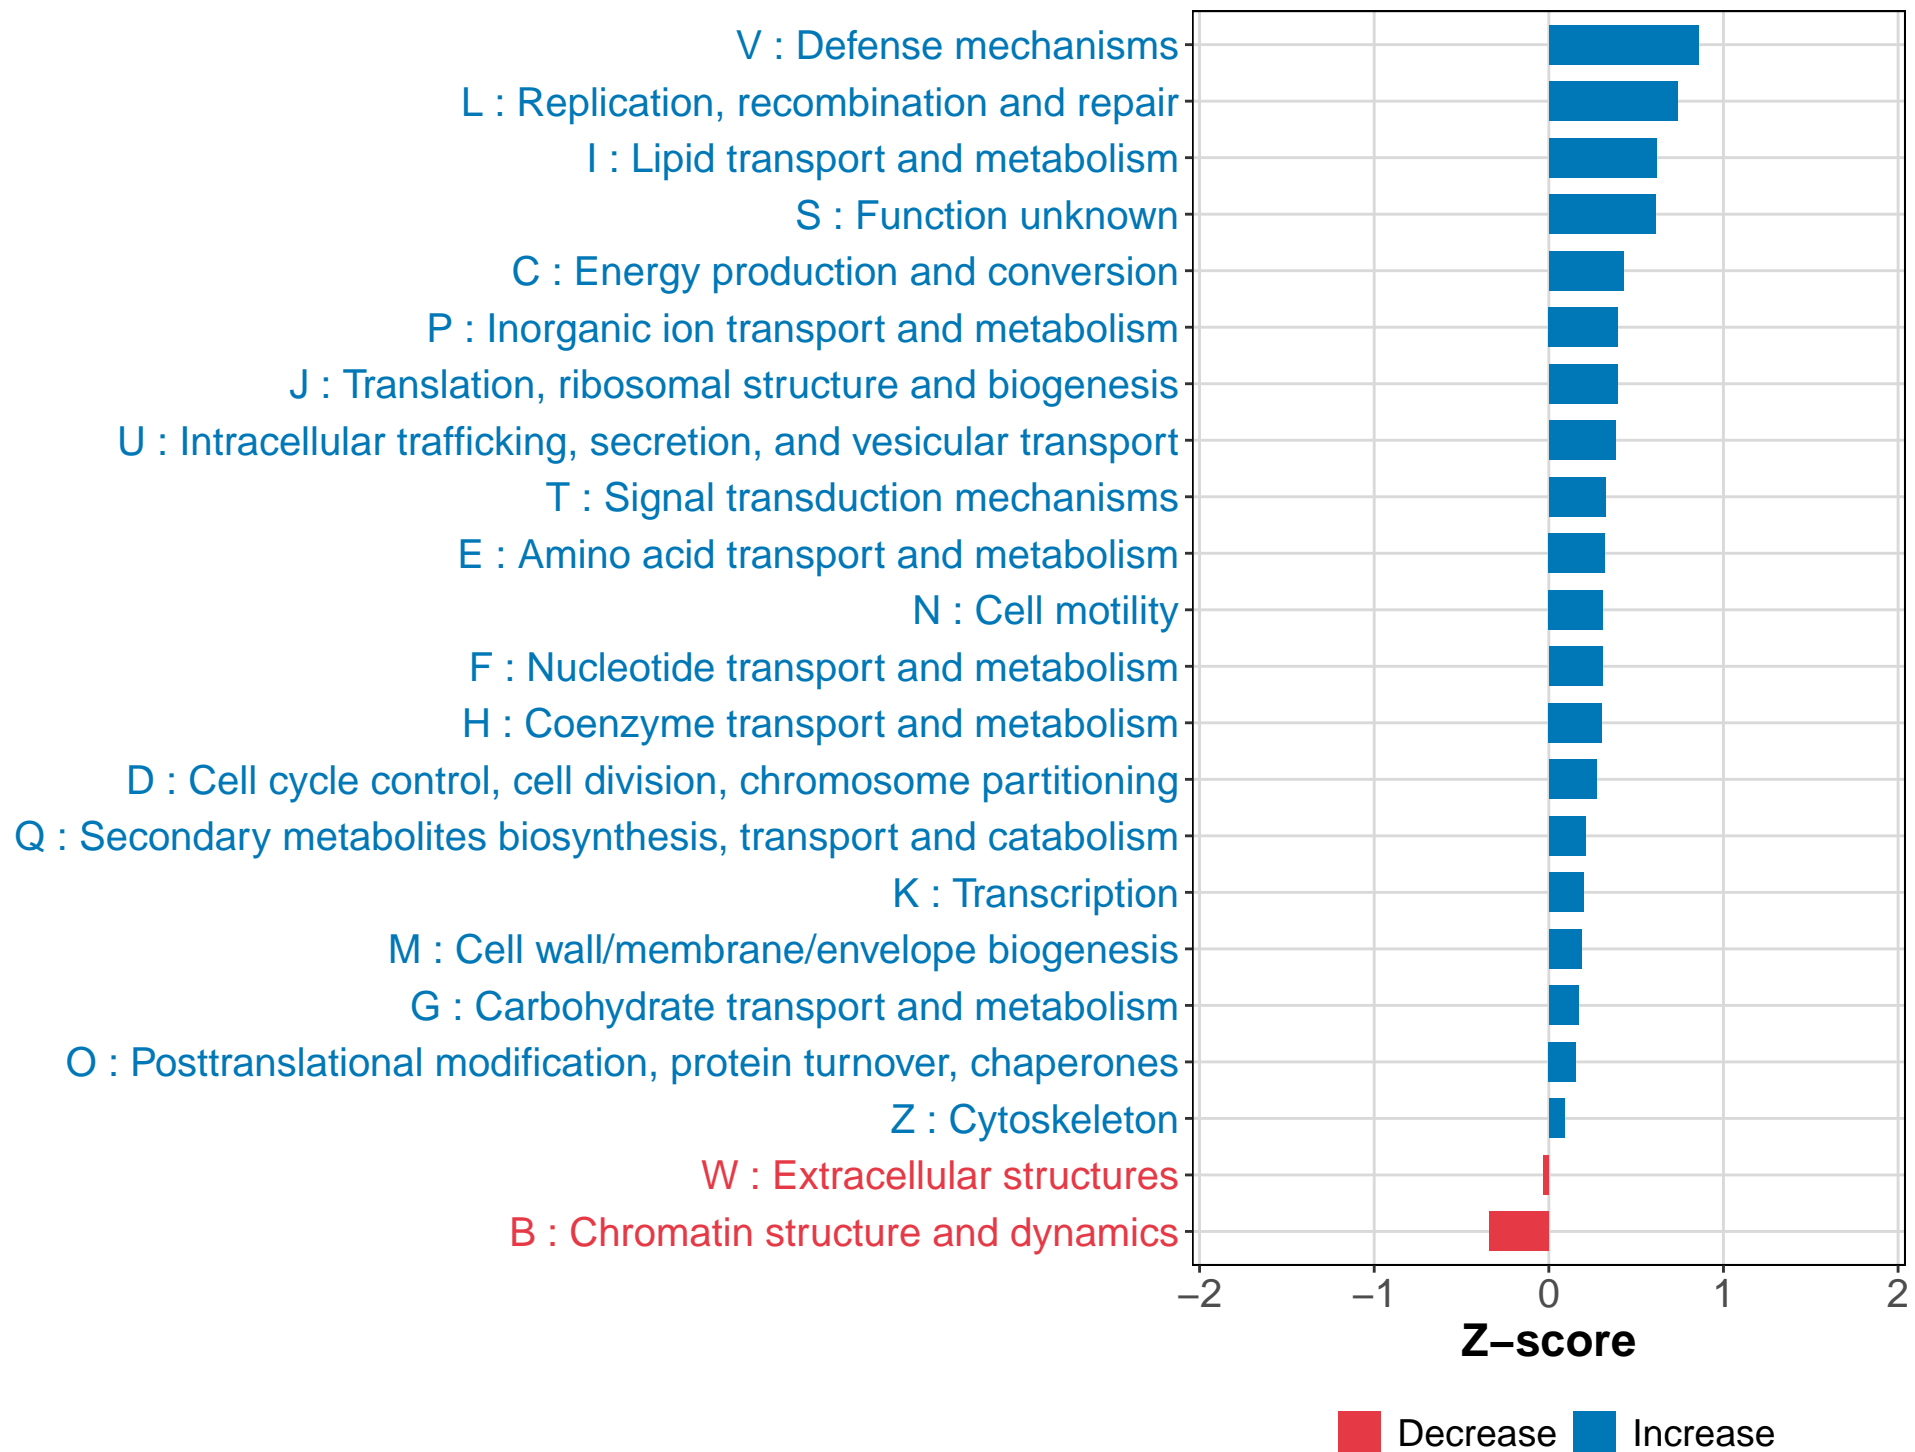 V : Defense mechanisms
L : Replication, recombination and repair
I : Lipid transport and metabolism
S : Function unknown
C : Energy production and conversion
P : Inorganic ion transport and metabolism
J : Translation, ribosomal structure and biogenesis
U : Intracellular trafficking, secretion, and vesicular transport
T : Signal transduction mechanisms
E : Amino acid transport and metabolism
N : Cell motility
F : Nucleotide transport and metabolism
H : Coenzyme transport and metabolism
D : Cell cycle control, cell division, chromosome partitioning
Q : Secondary metabolites biosynthesis, transport and catabolism
K : Transcription
M : Cell wall/membrane/envelope biogenesis
G : Carbohydrate transport and metabolism
O : Posttranslational modification, protein turnover, chaperones
Z : Cytoskeleton
W : Extracellular structures
B : Chromatin structure and dynamics
−2 −1 0 1 2
Z−score
Decrease Increase